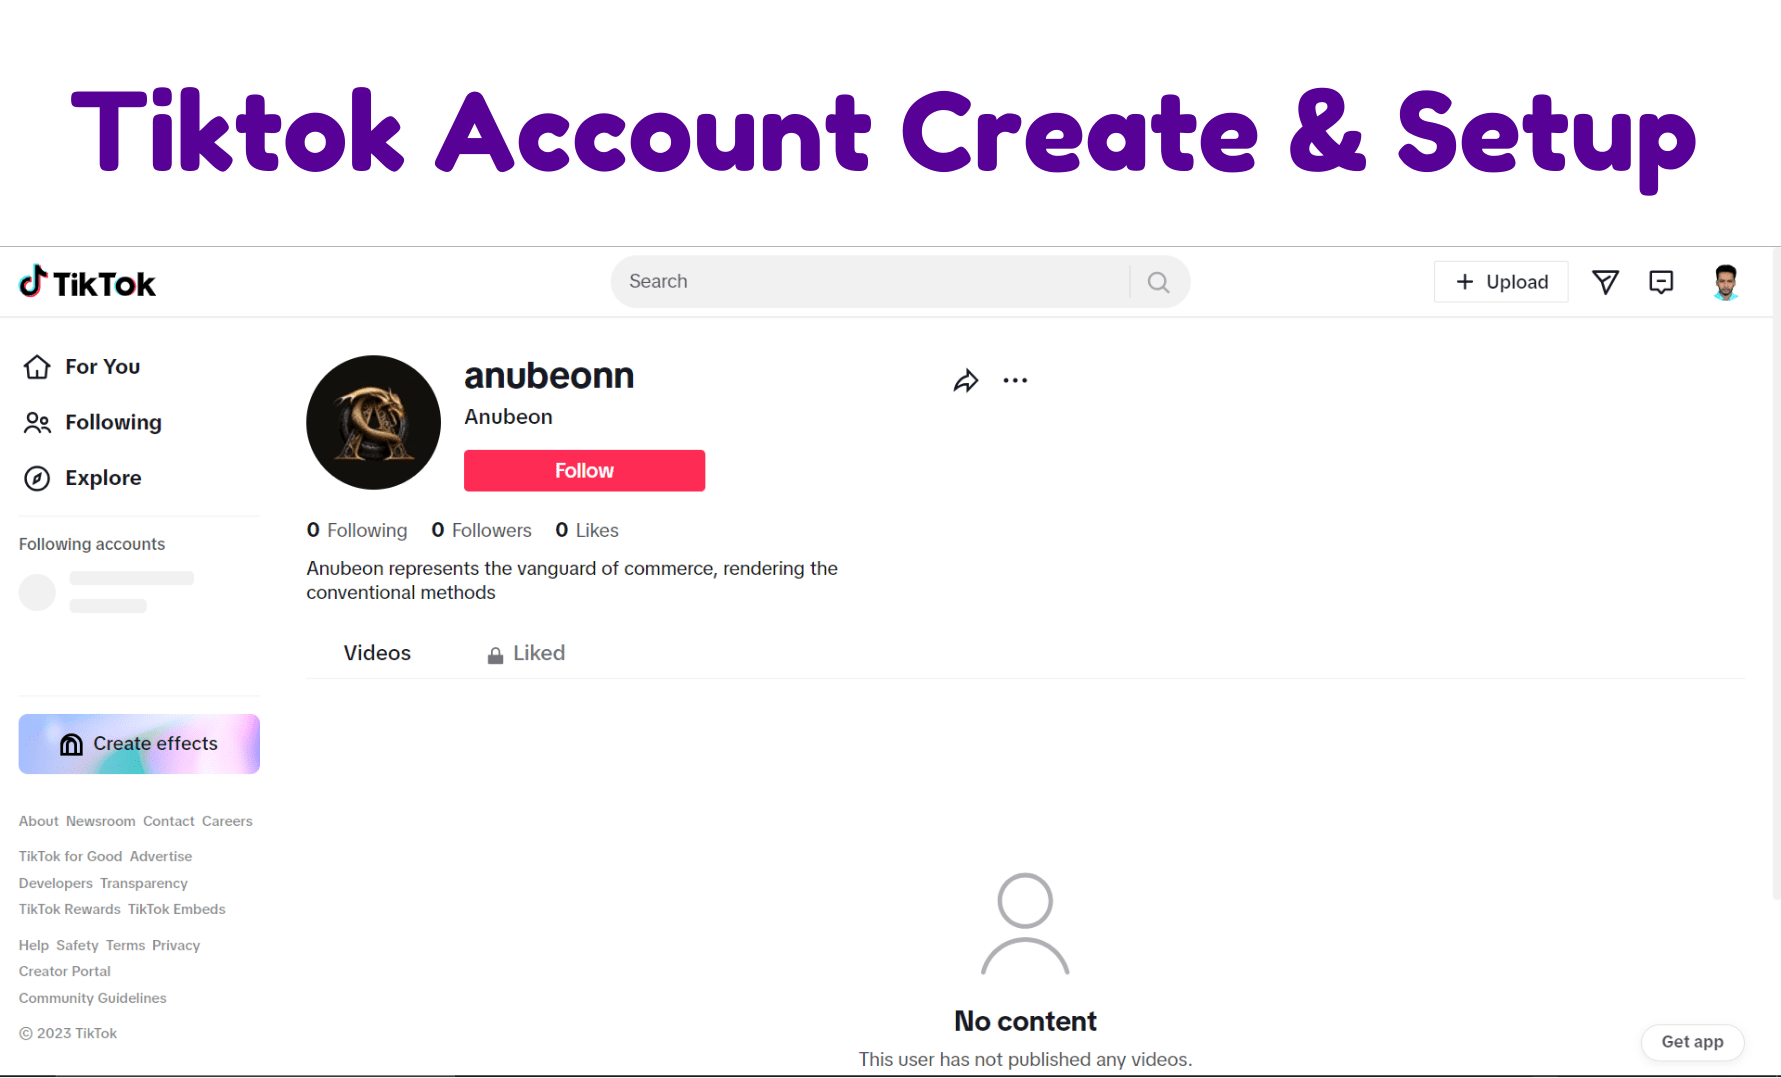 Tiktok Account Create & Setup
TikTok
Search
+ Upload
For You
Following
Explore
Following accounts
Create effects
About Newsroom Contact Careers
TikTok for Good Advertise
Developers Transparency
TikTok Rewards TikTok Embeds
Help Safety Terms Privacy
Creator Portal
Community Guidelines
© 2023 TikTok
anubeonn
Anubeon
Follow
0 Following 0 Followers 0 Likes
Anubeon represents the vanguard of commerce, rendering the
conventional methods
Videos Liked
No content
This user has not published any videos.
Get app